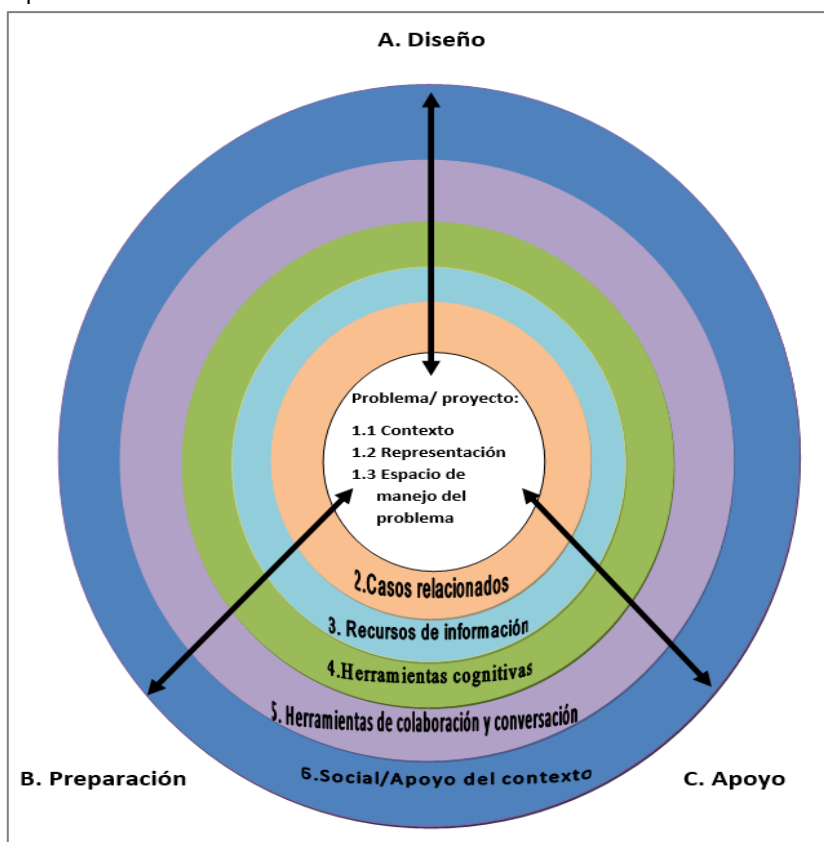 A. Diseño
Problema/ proyecto:
1.1 Contexto
1.2 Representación
1.3 Espacio de
manejo del
problema
2.Casos relacionados
3. Recursos de información
4.Herramientas cognitivas
5. Herramientas de colaboración y conversación
6.Social/Apoyo del contexto
B. Preparación
C. Apoyo